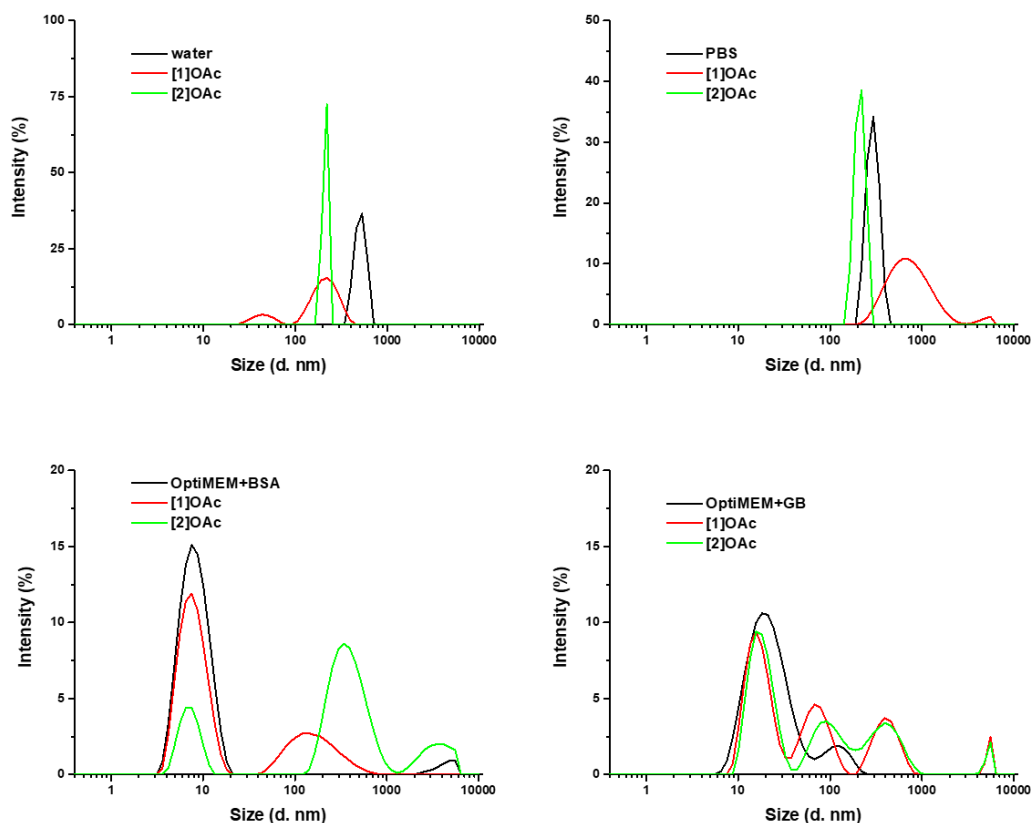 100
75
50
25
0
Intensity (%)
water
[1]OAc
[2]OAc
1
10
100
1000
10000
Size (d. nm)
50
40
30
20
10
0
Intensity (%)
PBS
[1]OAc
[2]OAc
1
10
100
1000
10000
Size (d. nm)
20
15
10
5
0
Intensity (%)
OptiMEM+BSA
[1]OAc
[2]OAc
1
10
100
1000
10000
Size (d. nm)
20
15
10
5
0
Intensity (%)
OptiMEM+GB
[1]OAc
[2]OAc
1
10
100
1000
10000
Size (d. nm)